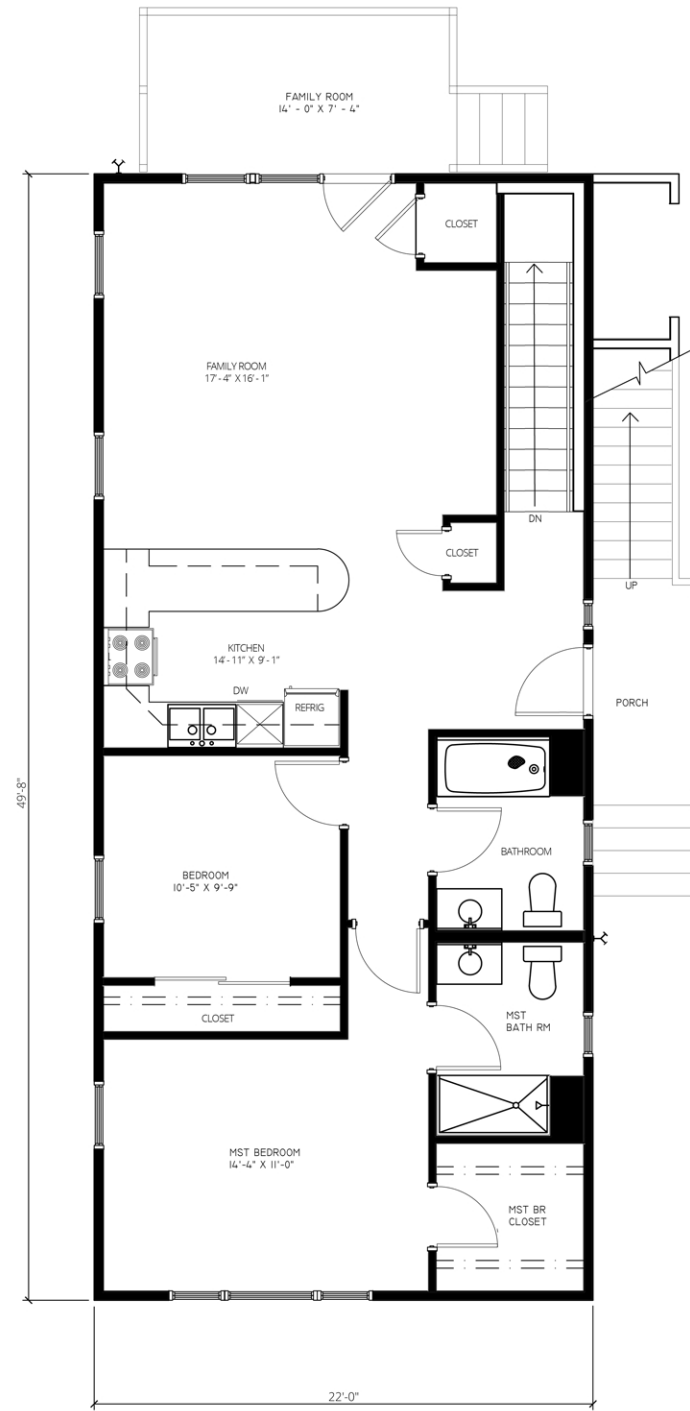 FAMILY ROOM
14' - 0" X 7' - 4"
CLOSET
FAMILY ROOM
17'- 4" X 16'- 1"
DN
CLOSET
UP
KITCHEN
14'- 11" X 9'- 1"
DW
REFRIG
PORCH
49'-8"
BATHROOM
BEDROOM
10'-5" X 9'-9"
CLOSET
MST
BATH RM
MST BEDROOM
14'-4" X 11'-0"
MST BR
CLOSET
22'-0"